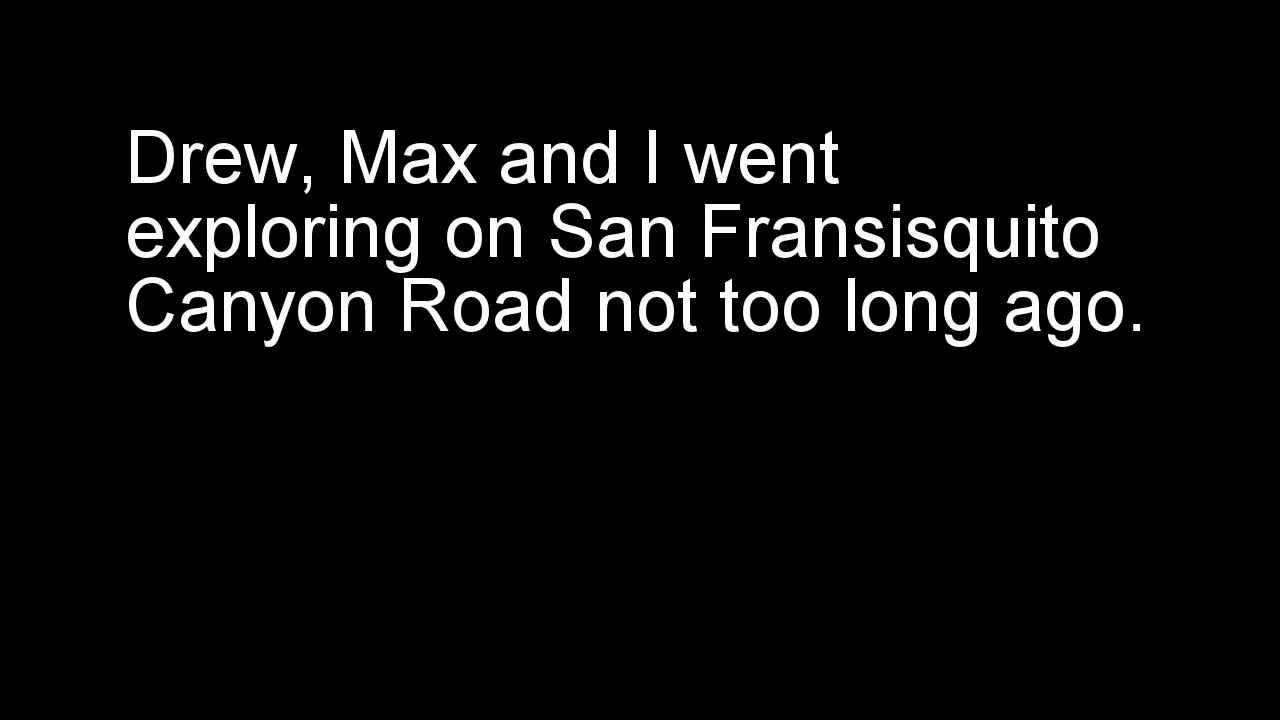 Drew, Max and I went
exploring on San Fransisquito
Canyon Road not too long ago.